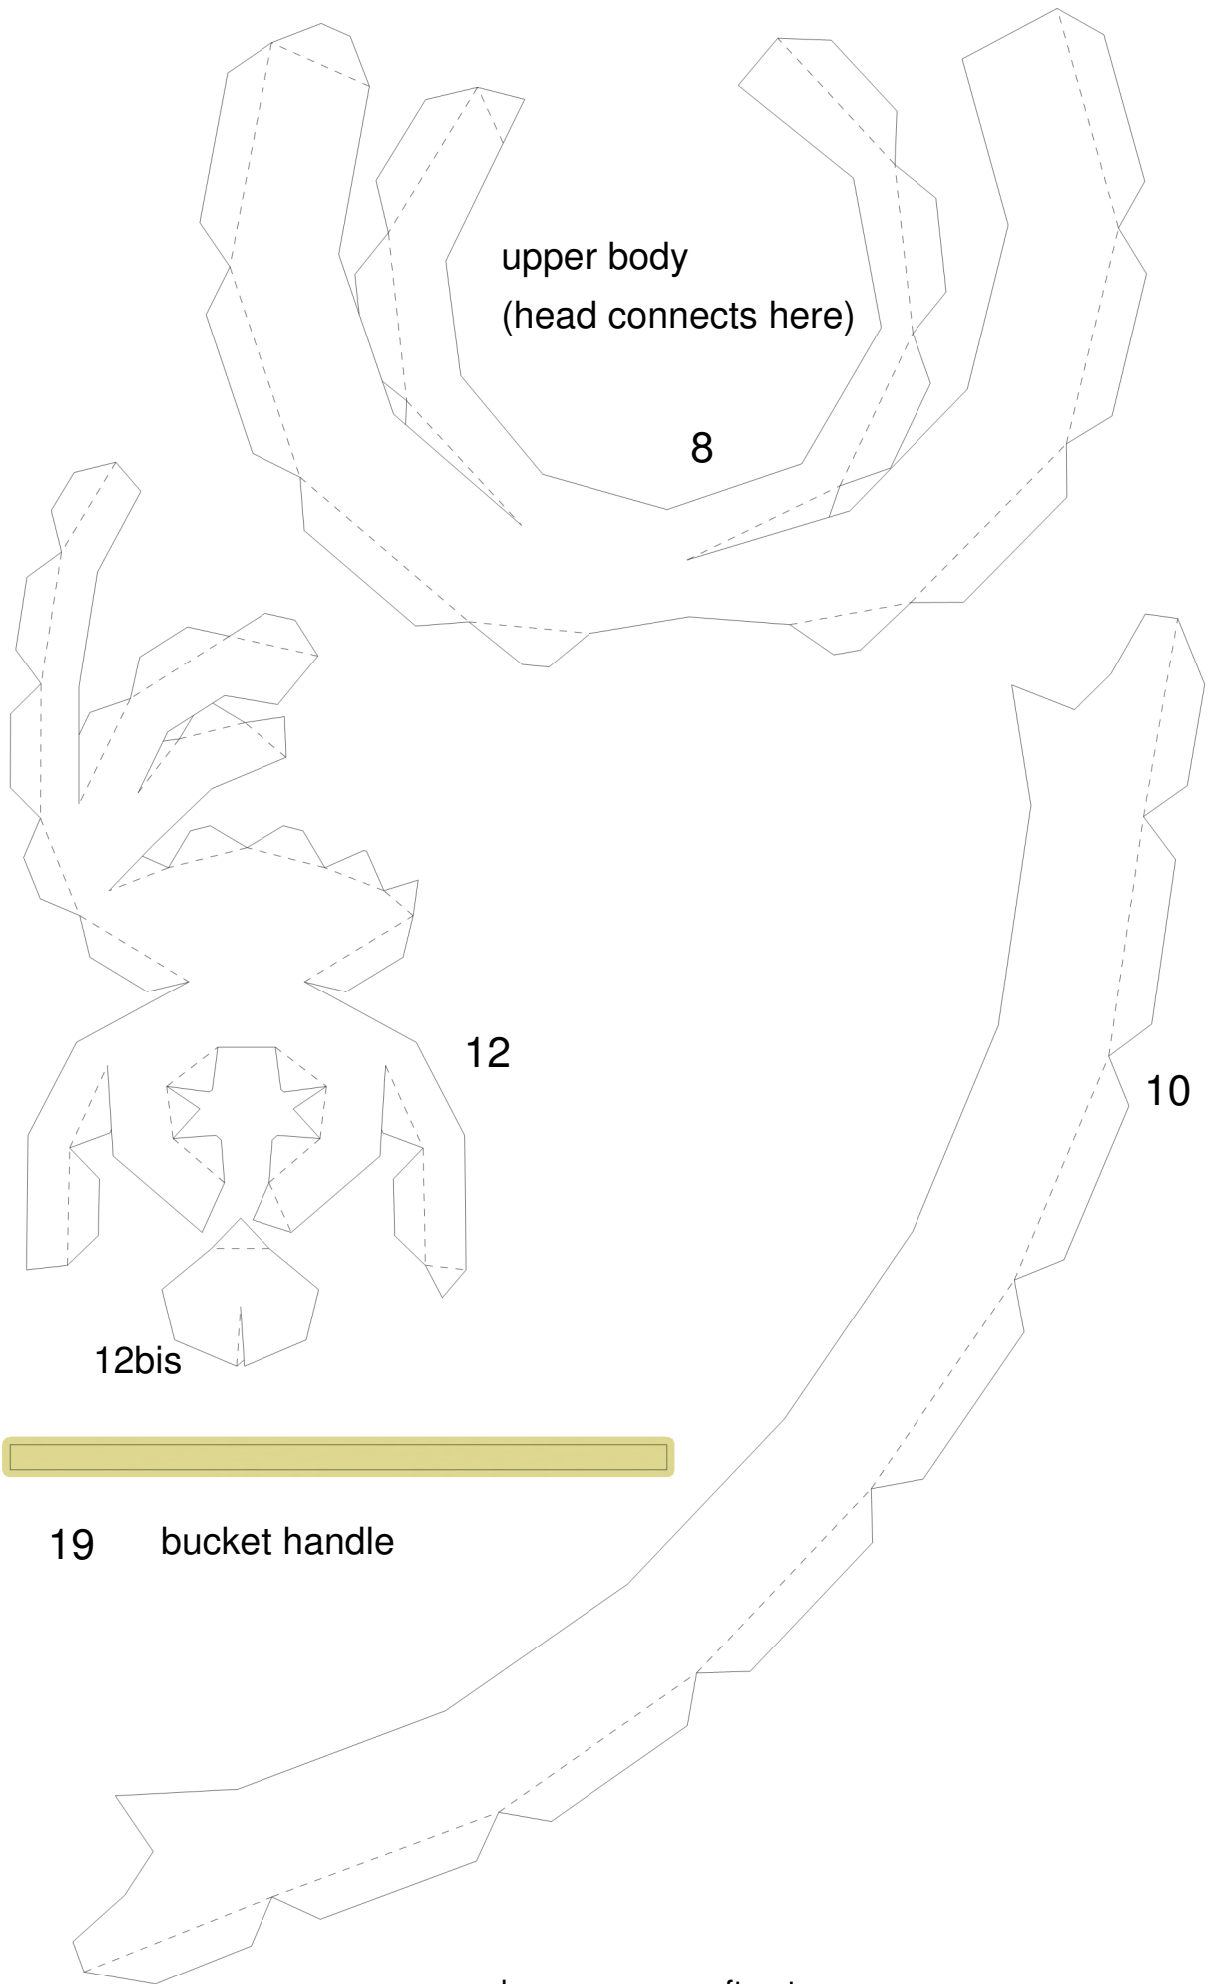 upper body
(head connects here)
8
12
10
12bis
19 bucket handle